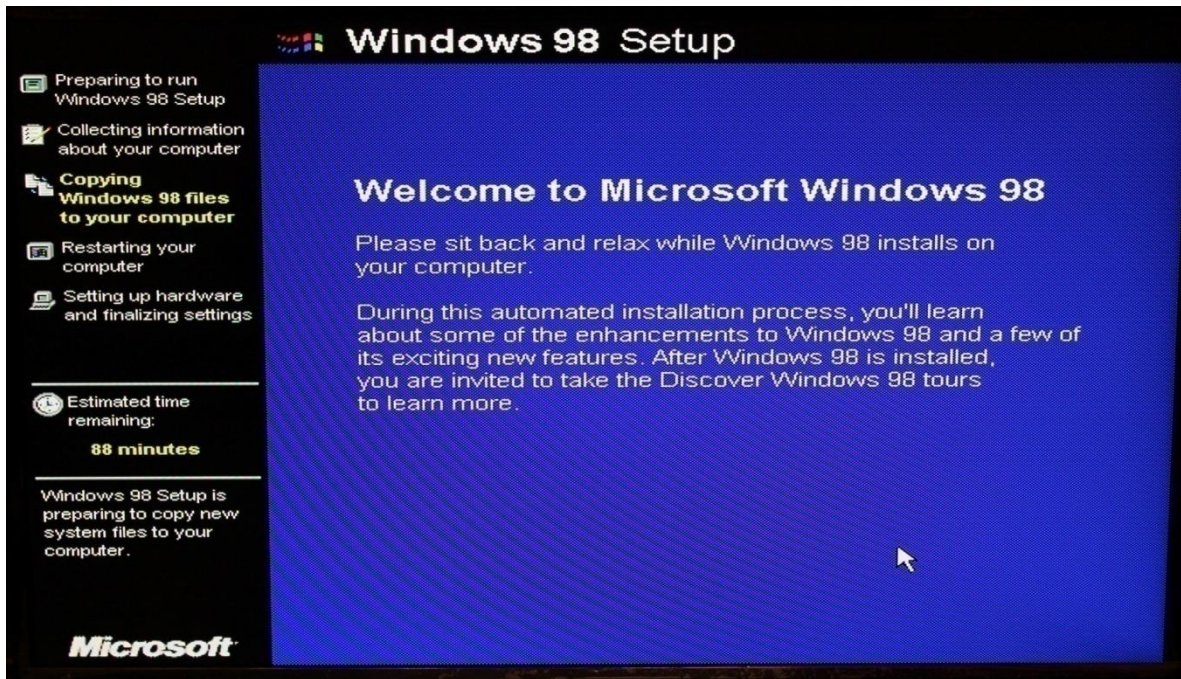 Windows 98 Setup
Preparing to run
Windows 98 Setup
Collecting information
about your computer
Copying
Windows 98 files
to your computer
Restarting your
computer
Setting up hardware
and finalizing settings
Estimated time
remaining:
88 minutes
Windows 98 Setup is
preparing to copy new
system files to your
computer.
Microsoft
Welcome to Microsoft Windows 98
Please sit back and relax while Windows 98 installs on
your computer.
During this automated installation process, you'll learn
about some of the enhancements to Windows 98 and a few of
its exciting new features. After Windows 98 is installed,
you are invited to take the Discover Windows 98 tours
to learn more.